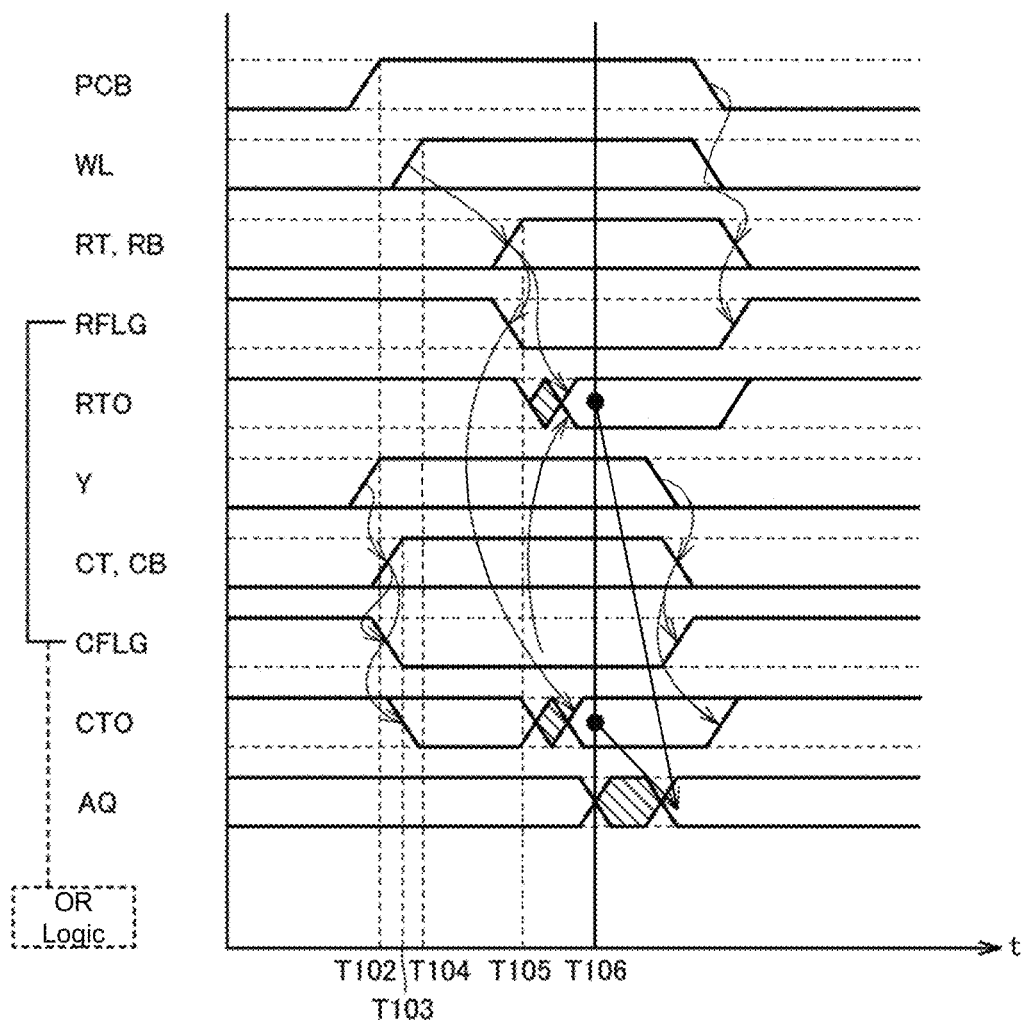 PCB
WL
RT, RB
RFLG
RTO
Y
CT, CB
CFLG
CTO
AQ
OR
Logic
t
T102 T104 T105 T106
T103